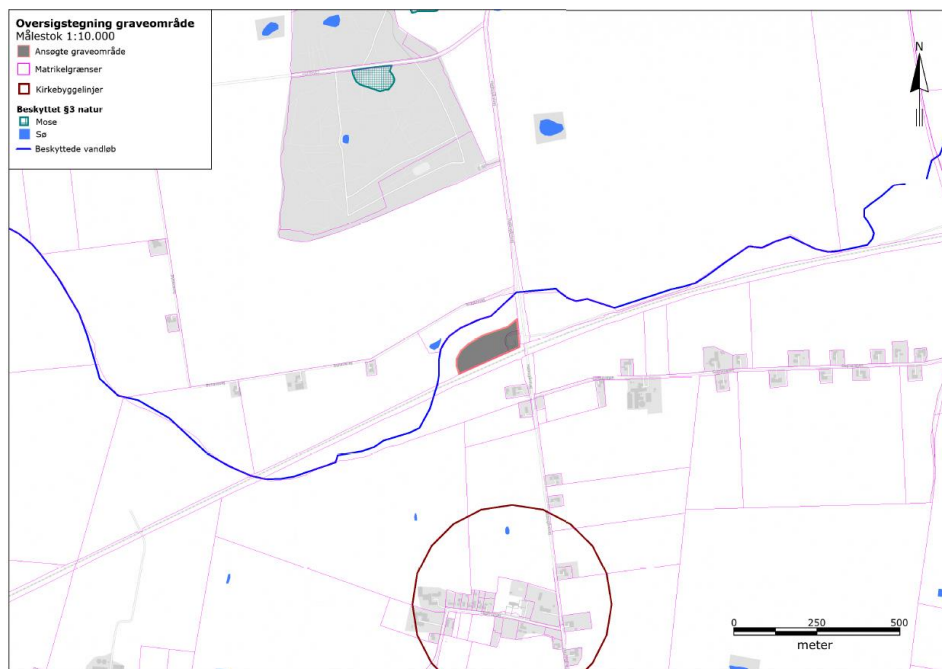 Oversigstegning graveområde
Målestok 1:10.000
Ansøgte graveområde
Matrikelgrænser
Kirkebyggelinjer
Beskyttet §3 natur
Mose
Sø
Beskyttede vandløb
N
0 250 500
meter